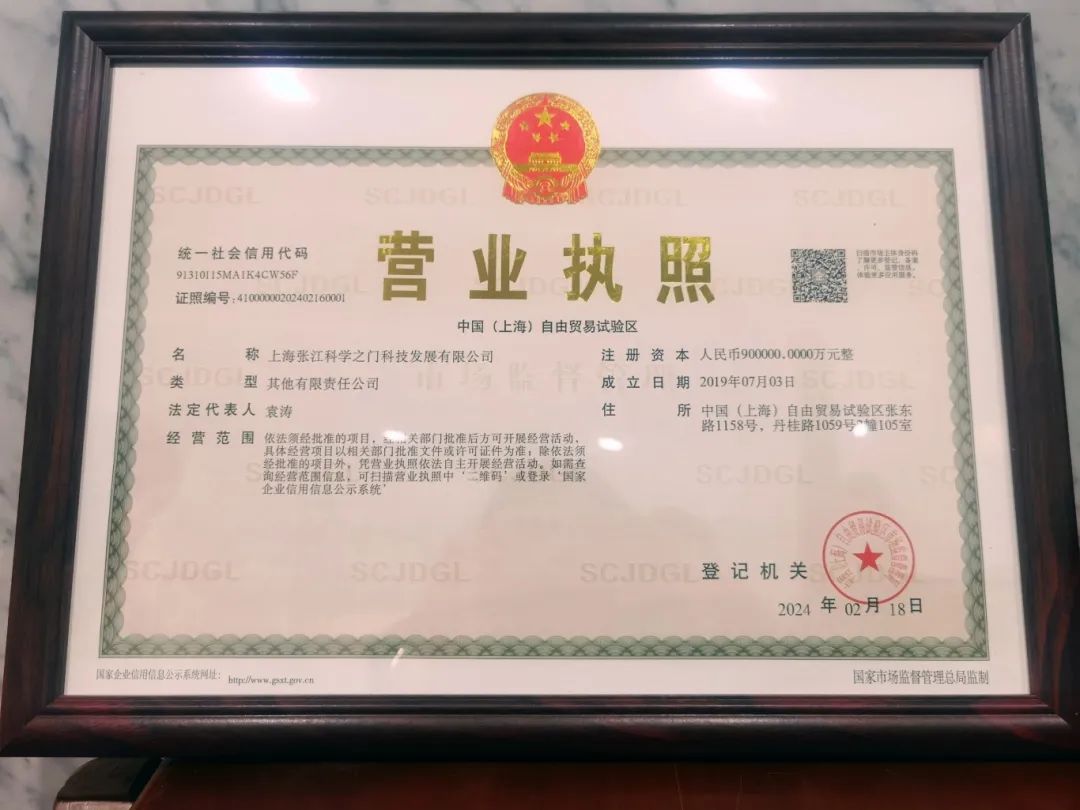 统一社会信用代码
91310115MA1K4CW56F
证照编号:41000000202402160001
营业执照
扫描市场主体身份码
了解更多登记、备案
、许可、监管信息,
体验更多应用服务。
中国（上海）自由贸易试验区
名称 上海张江科学之门科技发展有限公司
类型 其他有限责任公司
法定代表人 袁涛
经营范围 依法须经批准的项目，经相关部门批准后方可开展经营活动，
具体经营项目以相关部门批准文件或许可证件为准；除依法须
经批准的项目外，凭营业执照依法自主开展经营活动。如需查
询经营范围信息，可扫描营业执照中‘二维码’或登录‘国家
企业信用信息公示系统’
注册资本 人民币900000.0000万元整
成立日期 2019年07月03日
住所 中国（上海）自由贸易试验区张东
路1158号，丹桂路1059号2幢105室
登记机关
2024 年 02 月 18 日
国家企业信用信息公示系统网址：http://www.gsxt.gov.cn
国家市场监督管理总局监制
SCJDGL
市场监督管理